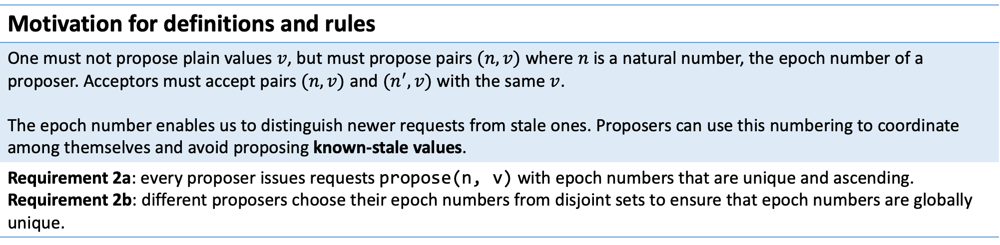 Motivation for definitions and rules
One must not propose plain values 𝑣, but must propose pairs (𝑛, 𝑣) where 𝑛 is a natural number, the epoch number of a
proposer. Acceptors must accept pairs (𝑛, 𝑣) and (𝑛′, 𝑣) with the same 𝑣.
The epoch number enables us to distinguish newer requests from stale ones. Proposers can use this numbering to coordinate
among themselves and avoid proposing known-stale values.
Requirement 2a: every proposer issues requests propose(n, v) with epoch numbers that are unique and ascending.
Requirement 2b: different proposers choose their epoch numbers from disjoint sets to ensure that epoch numbers are globally
unique.